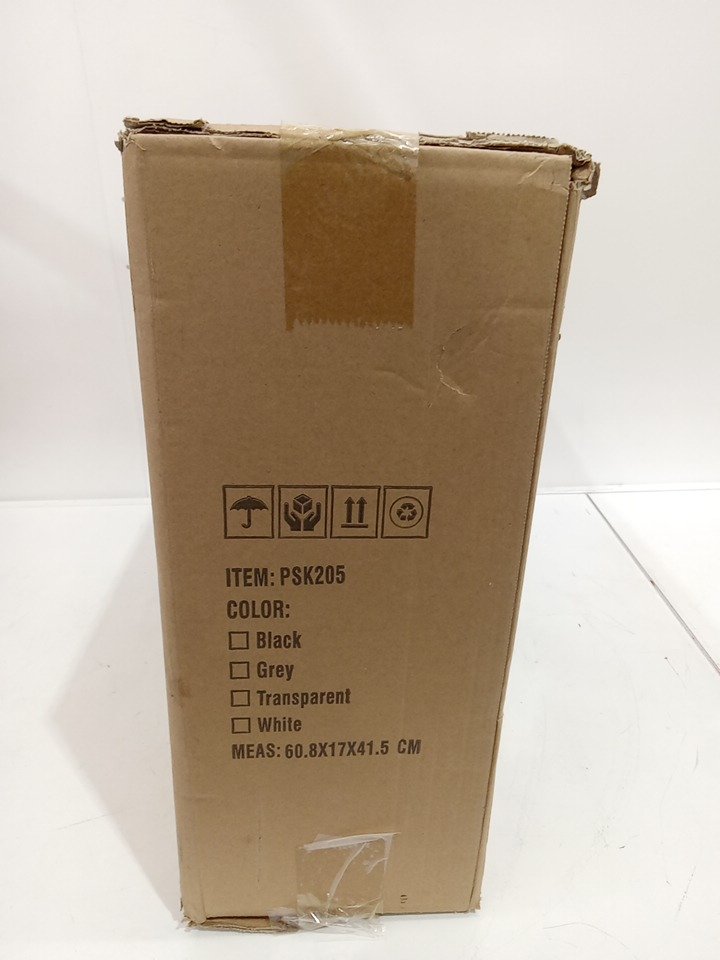 ITEM: PSK205
COLOR:
Black
Grey
Transparent
White
MEAS: 60.8X17X41.5 CM